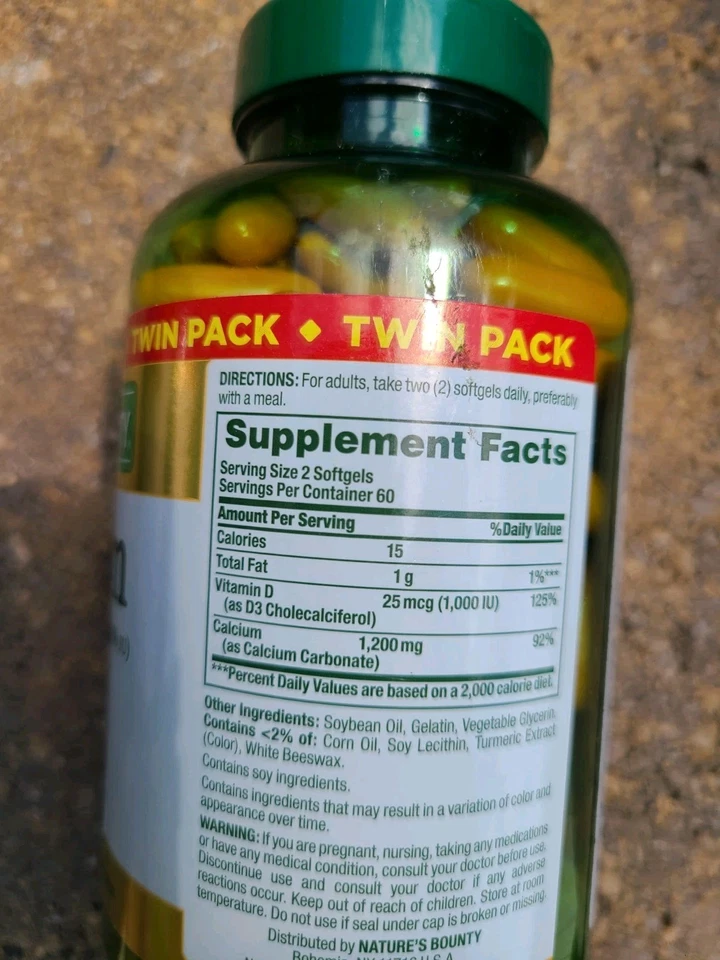 TWIN PACK ◆ TWIN PACK
DIRECTIONS: For adults, take two (2) softgels daily, preferably
with a meal.
Supplement Facts
Serving Size 2 Softgels
Servings Per Container 60
Amount Per Serving %Daily Value
Calories 15
Total Fat 1 g 1%***
Vitamin D 25 mcg (1,000 IU) 125%
(as D3 Cholecalciferol)
Calcium 1,200 mg 92%
(as Calcium Carbonate)
***Percent Daily Values are based on a 2,000 calorie diet.
Other Ingredients: Soybean Oil, Gelatin, Vegetable Glycerin.
Contains <2% of: Corn Oil, Soy Lecithin, Turmeric Extract
(Color), White Beeswax.
Contains soy ingredients.
Contains ingredients that may result in a variation of color and
appearance over time.
WARNING: If you are pregnant, nursing, taking any medications
or have any medical condition, consult your doctor before use.
Discontinue use and consult your doctor if any adverse
reactions occur. Keep out of reach of children. Store at room
temperature. Do not use if seal under cap is broken or missing.
Distributed by NATURE'S BOUNTY